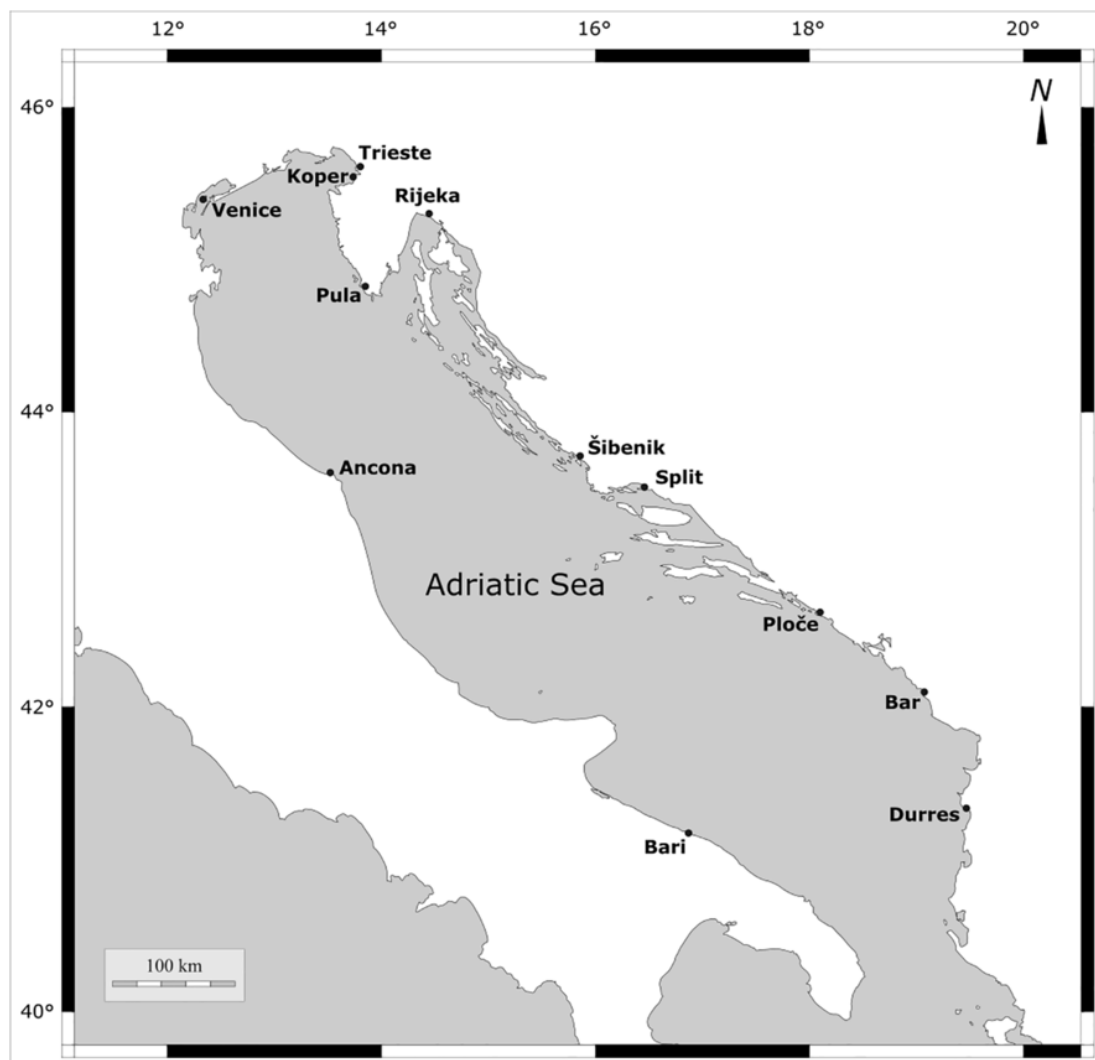 12° 14° 16° 18° 20°
46°
N
Trieste
Koper
Rijeka
Venice
Pula
44°
Šibenik
Ancona
Split
Adriatic Sea
Ploče
42°
Bar
Durres
Bari
100 km
40°